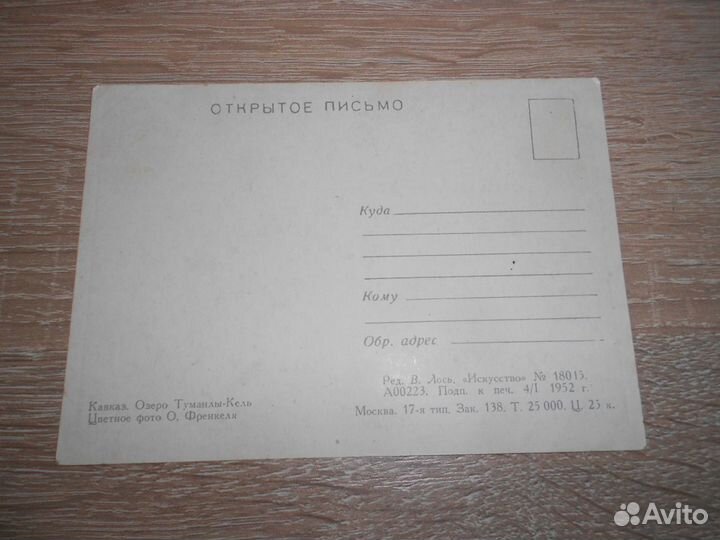 ОТКРЫТОЕ ПИСЬМО
Куда
Кому
Обр. адрес
Ред. В. Лось. «Искусство» № 18015.
А00223. Подп. к печ. 4/I 1952 г.
Москва. 17-я тип. Зак. 138. Т. 25 000. Ц. 25 к.
Кавказ. Озеро Туманлы-Кель
Цветное фото О. Френкеля
Avito